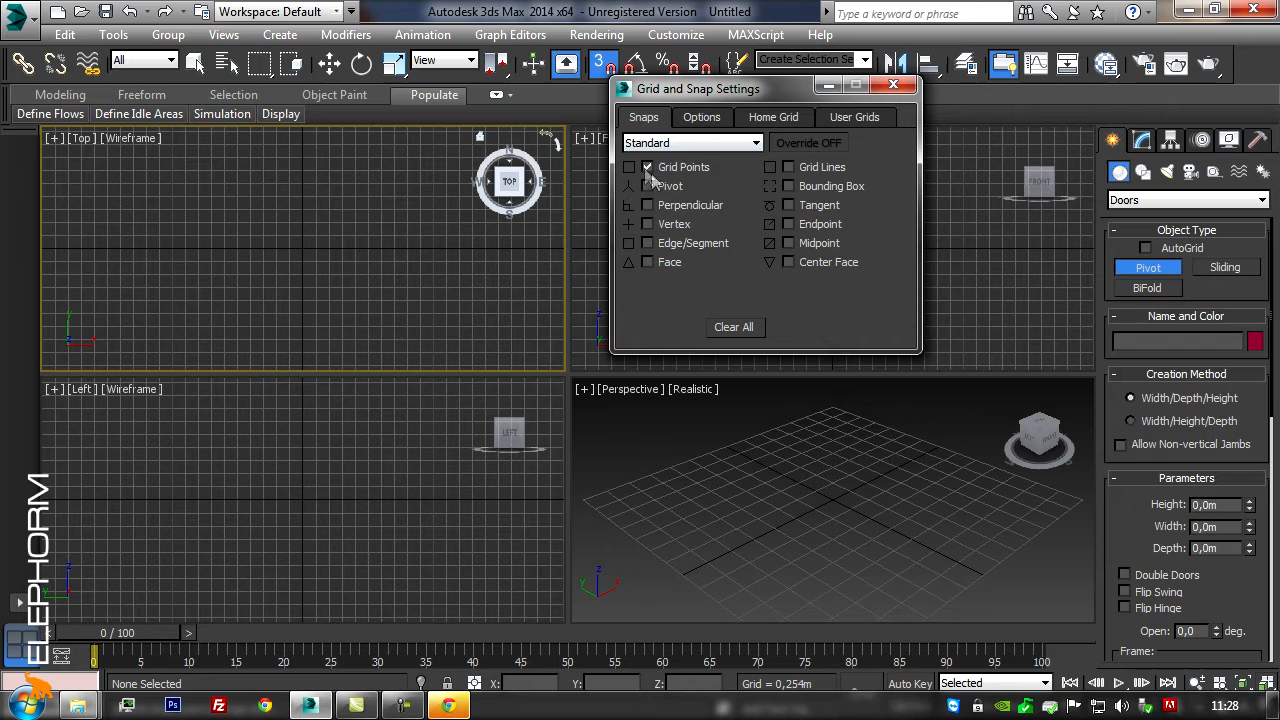 Workspace: Default
Autodesk 3ds Max 2014 x64 - Unregistered Version Untitled
Type a keyword or phrase
Edit Tools Group Views Create Modifiers Animation Graph Editors Rendering Customize MAXScript Help
All View 3 % Create Selection Se
Modeling Freeform Selection Object Paint Populate
Define Flows Define Idle Areas Simulation Display
Grid and Snap Settings
Snaps Options Home Grid User Grids
Standard Override OFF
Grid Points Grid Lines
Pivot Bounding Box
Perpendicular Tangent
Vertex Endpoint
Edge/Segment Midpoint
Face Center Face
Clear All
[+] [Top] [Wireframe]
N
W TOP E
S
y
z x
FRONT
z
[+] [Left] [Wireframe]
LEFT
z
y
[+] [Perspective] [Realistic]
z
y x
Doors
Object Type
AutoGrid
Pivot Sliding
BiFold
Name and Color
Creation Method
Width/Depth/Height
Width/Height/Depth
Allow Non-vertical Jambs
Parameters
Height: 0,0m
Width: 0,0m
Depth: 0,0m
Double Doors
Flip Swing
Flip Hinge
Open: 0,0 deg.
Frame:
ELEPHORM
< 0 / 100 >
0 5 10 15 20 25 30 35 40 45 50 55 60 65 70 75 80 85 90 95 100
None Selected X: Y: Z: Grid = 0,254m Auto Key Selected
11:28